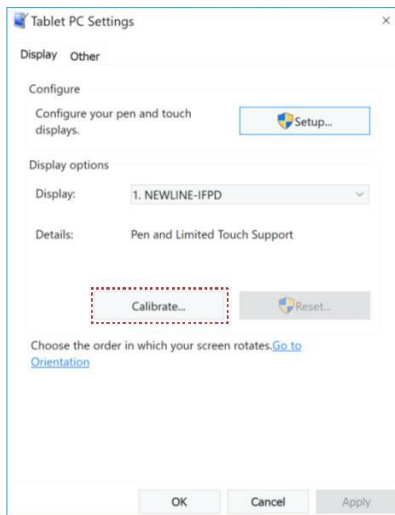 Tablet PC Settings
Display Other
Configure
Configure your pen and touch
displays.
Setup...
Display options
Display: 1. NEWLINE-IFPD
Details: Pen and Limited Touch Support
Calibrate... Reset...
Choose the order in which your screen rotates.Go to
Orientation
OK Cancel Apply